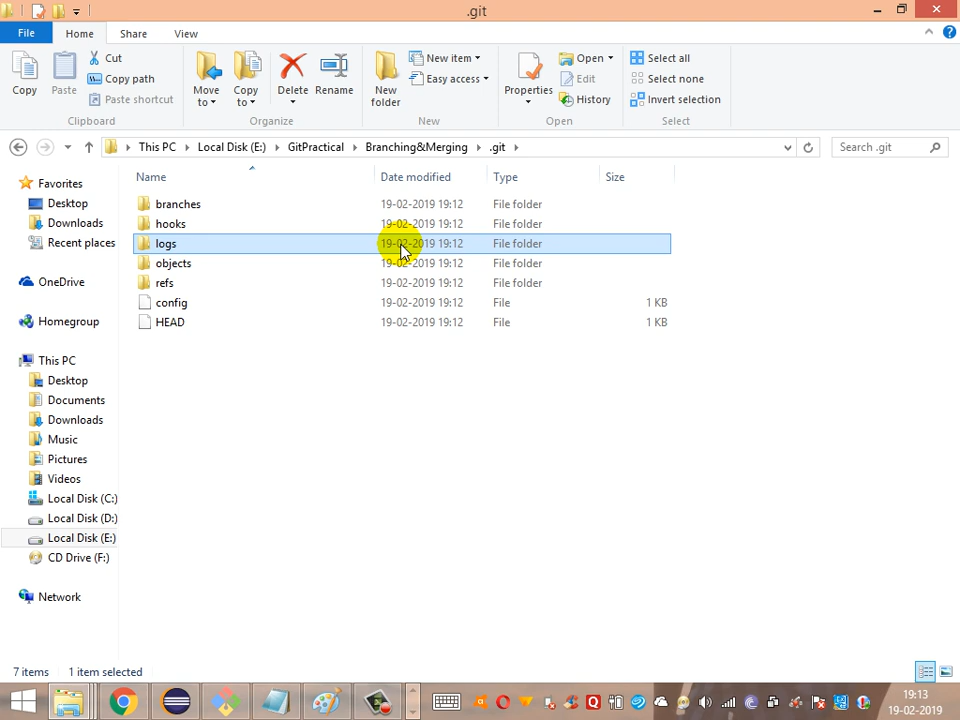 .git
File
Home
Share
View
Copy
Paste
Cut
Copy path
Paste shortcut
Clipboard
Move to
Copy to
Delete
Rename
Organize
New folder
New item
Easy access
New
Properties
Open
Edit
History
Open
Select all
Select none
Invert selection
Select
This PC
Local Disk (E:)
GitPractical
Branching&Merging
.git
Search .git
Name
Date modified
Type
Size
branches 19-02-2019 19:12 File folder
hooks 19-02-2019 19:12 File folder
logs 19-02-2019 19:12 File folder
objects 19-02-2019 19:12 File folder
refs 19-02-2019 19:12 File folder
config 19-02-2019 19:12 File 1 KB
HEAD 19-02-2019 19:12 File 1 KB
Favorites
Desktop
Downloads
Recent places
OneDrive
Homegroup
This PC
Desktop
Documents
Downloads
Music
Pictures
Videos
Local Disk (C:)
Local Disk (D:)
Local Disk (E:)
CD Drive (F:)
Network
7 items
1 item selected
19:13
19-02-2019